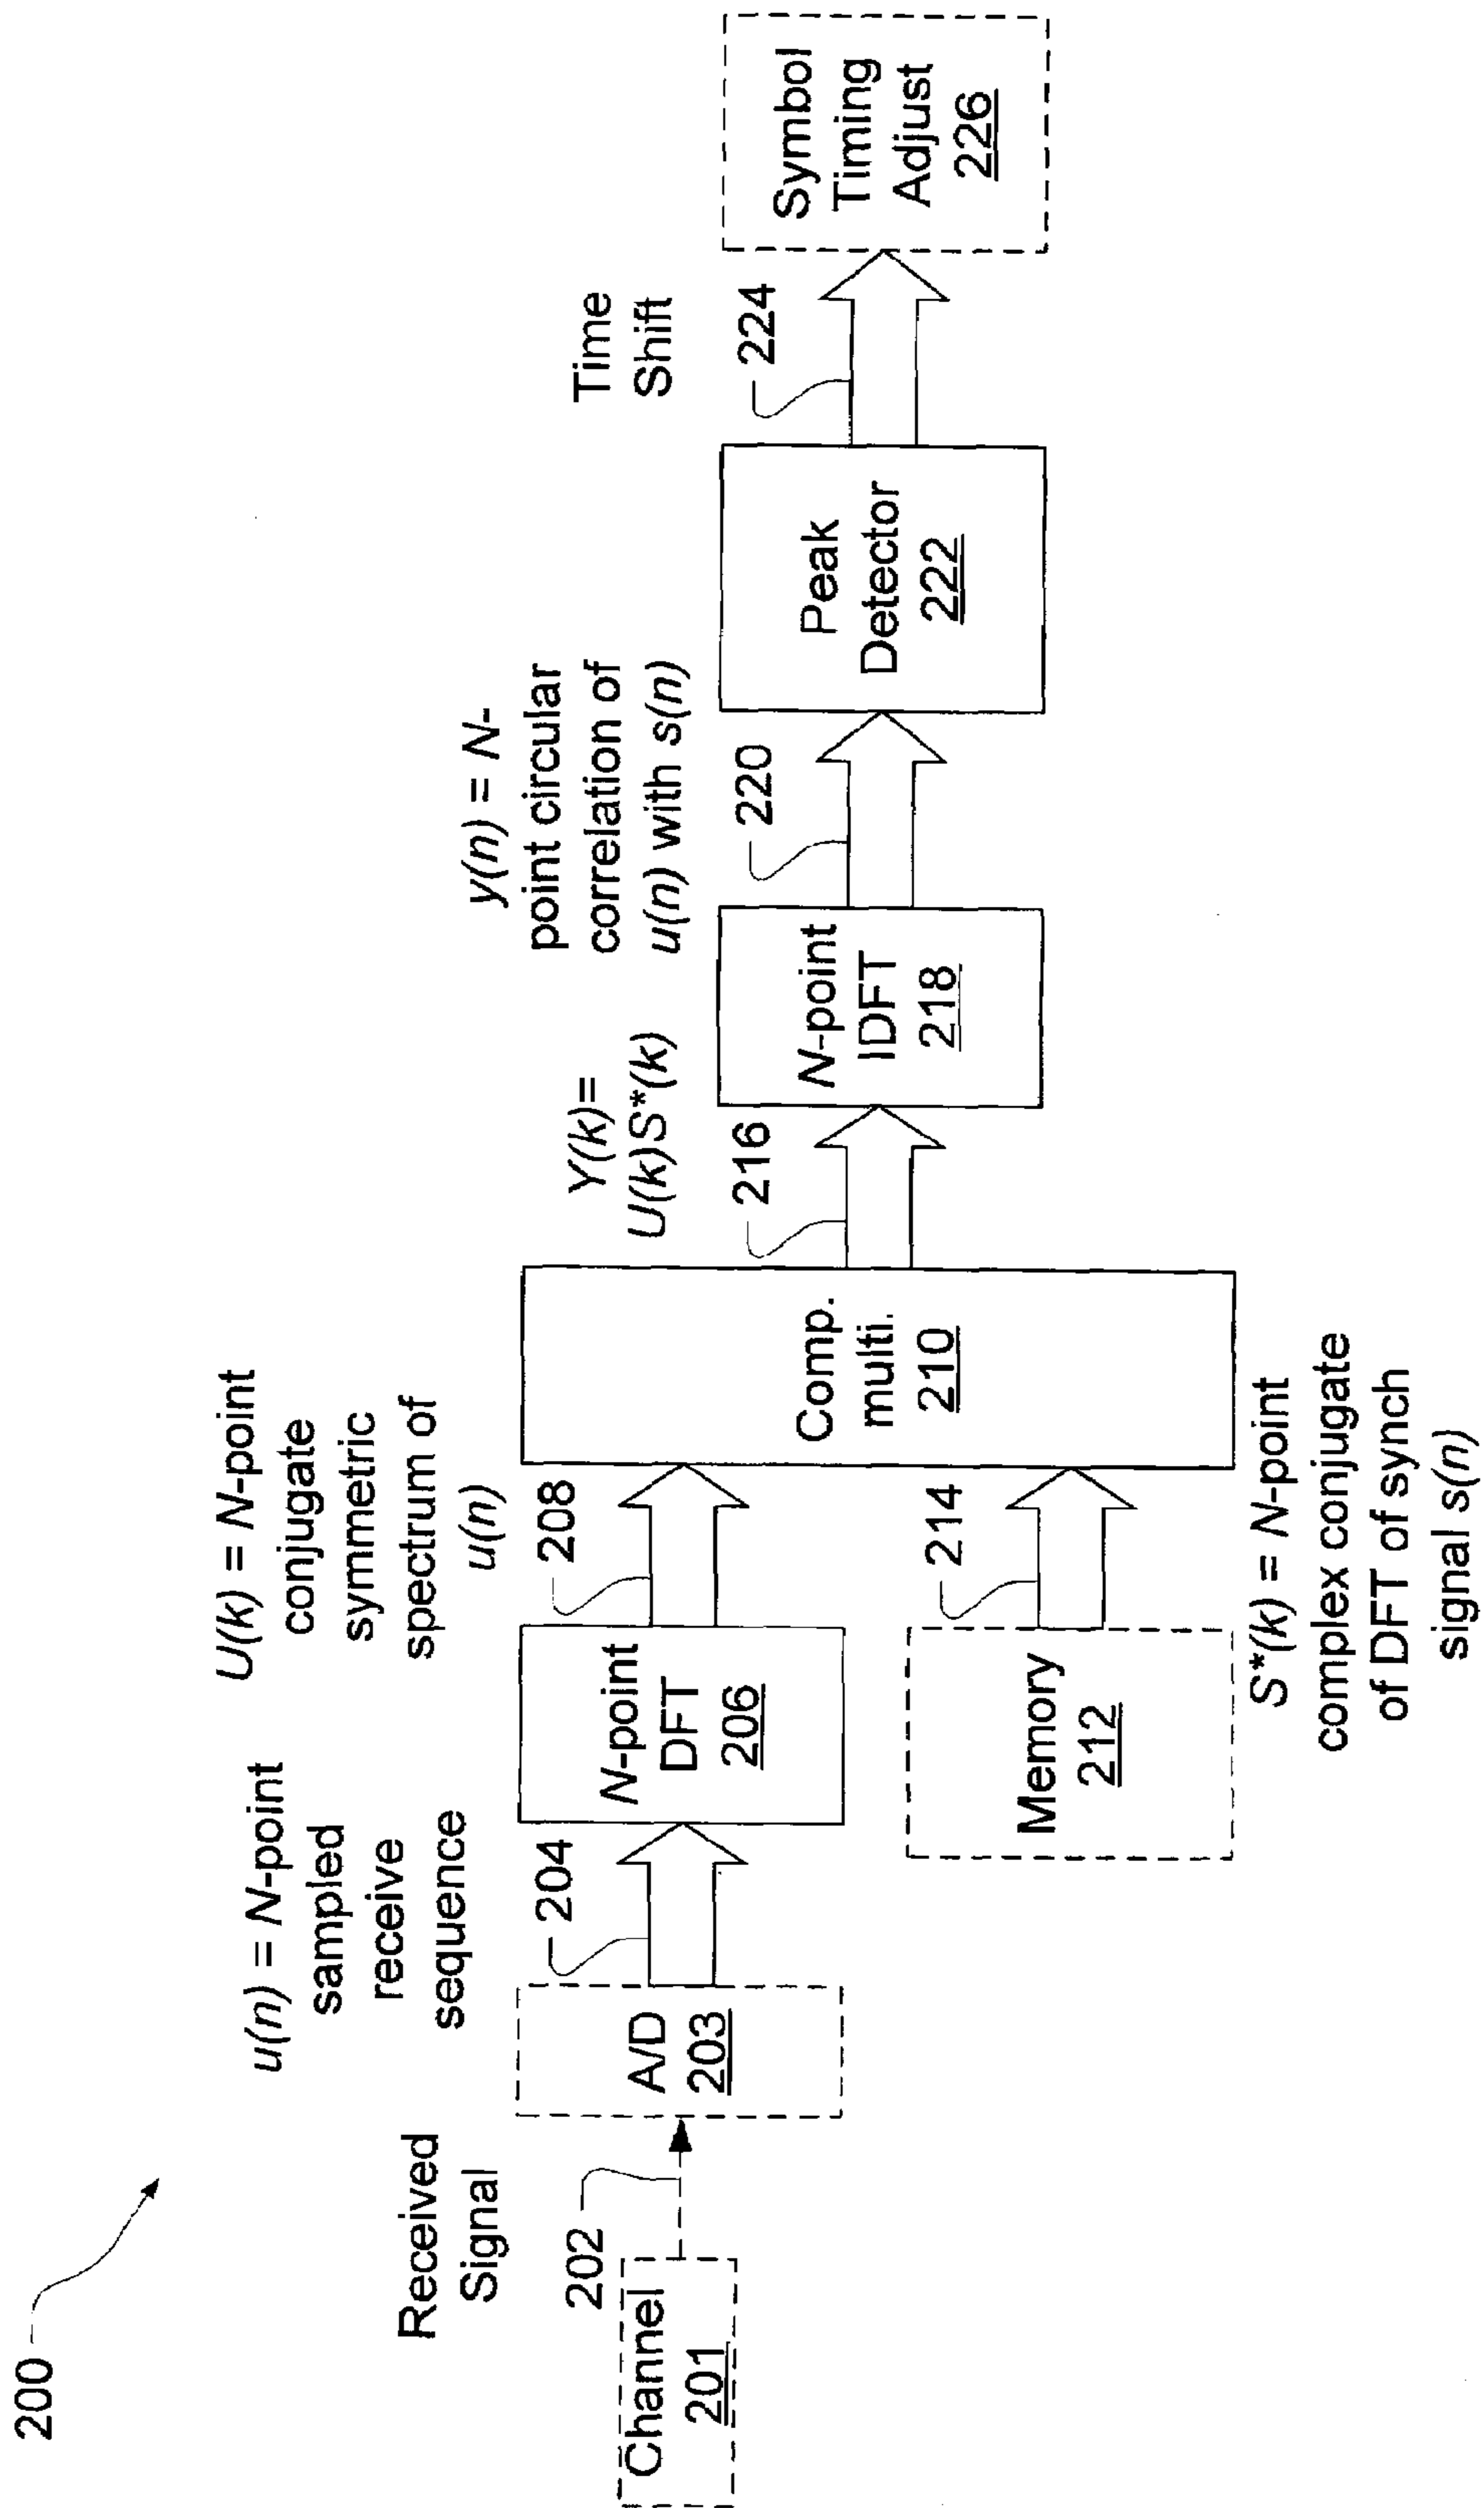 200
Received
Signal
202
Channel
201
u(n) = N-point
sampled
receive
sequence
204
A/D
203
U(k) = N-point
conjugate
symmetric
spectrum of
u(n)
208
N-point
DFT
206
Memory
212
214
S*(k) = N-point
complex conjugate
of DFT of synch
signal s(n)
Comp.
multi.
210
Y(k)=
U(k)S*(k)
216
N-point
IDFT
218
y(n) = N-
point circular
correlation of
u(n) with s(n)
220
Peak
Detector
222
Time
Shift
224
Symbol
Timing
Adjust
226